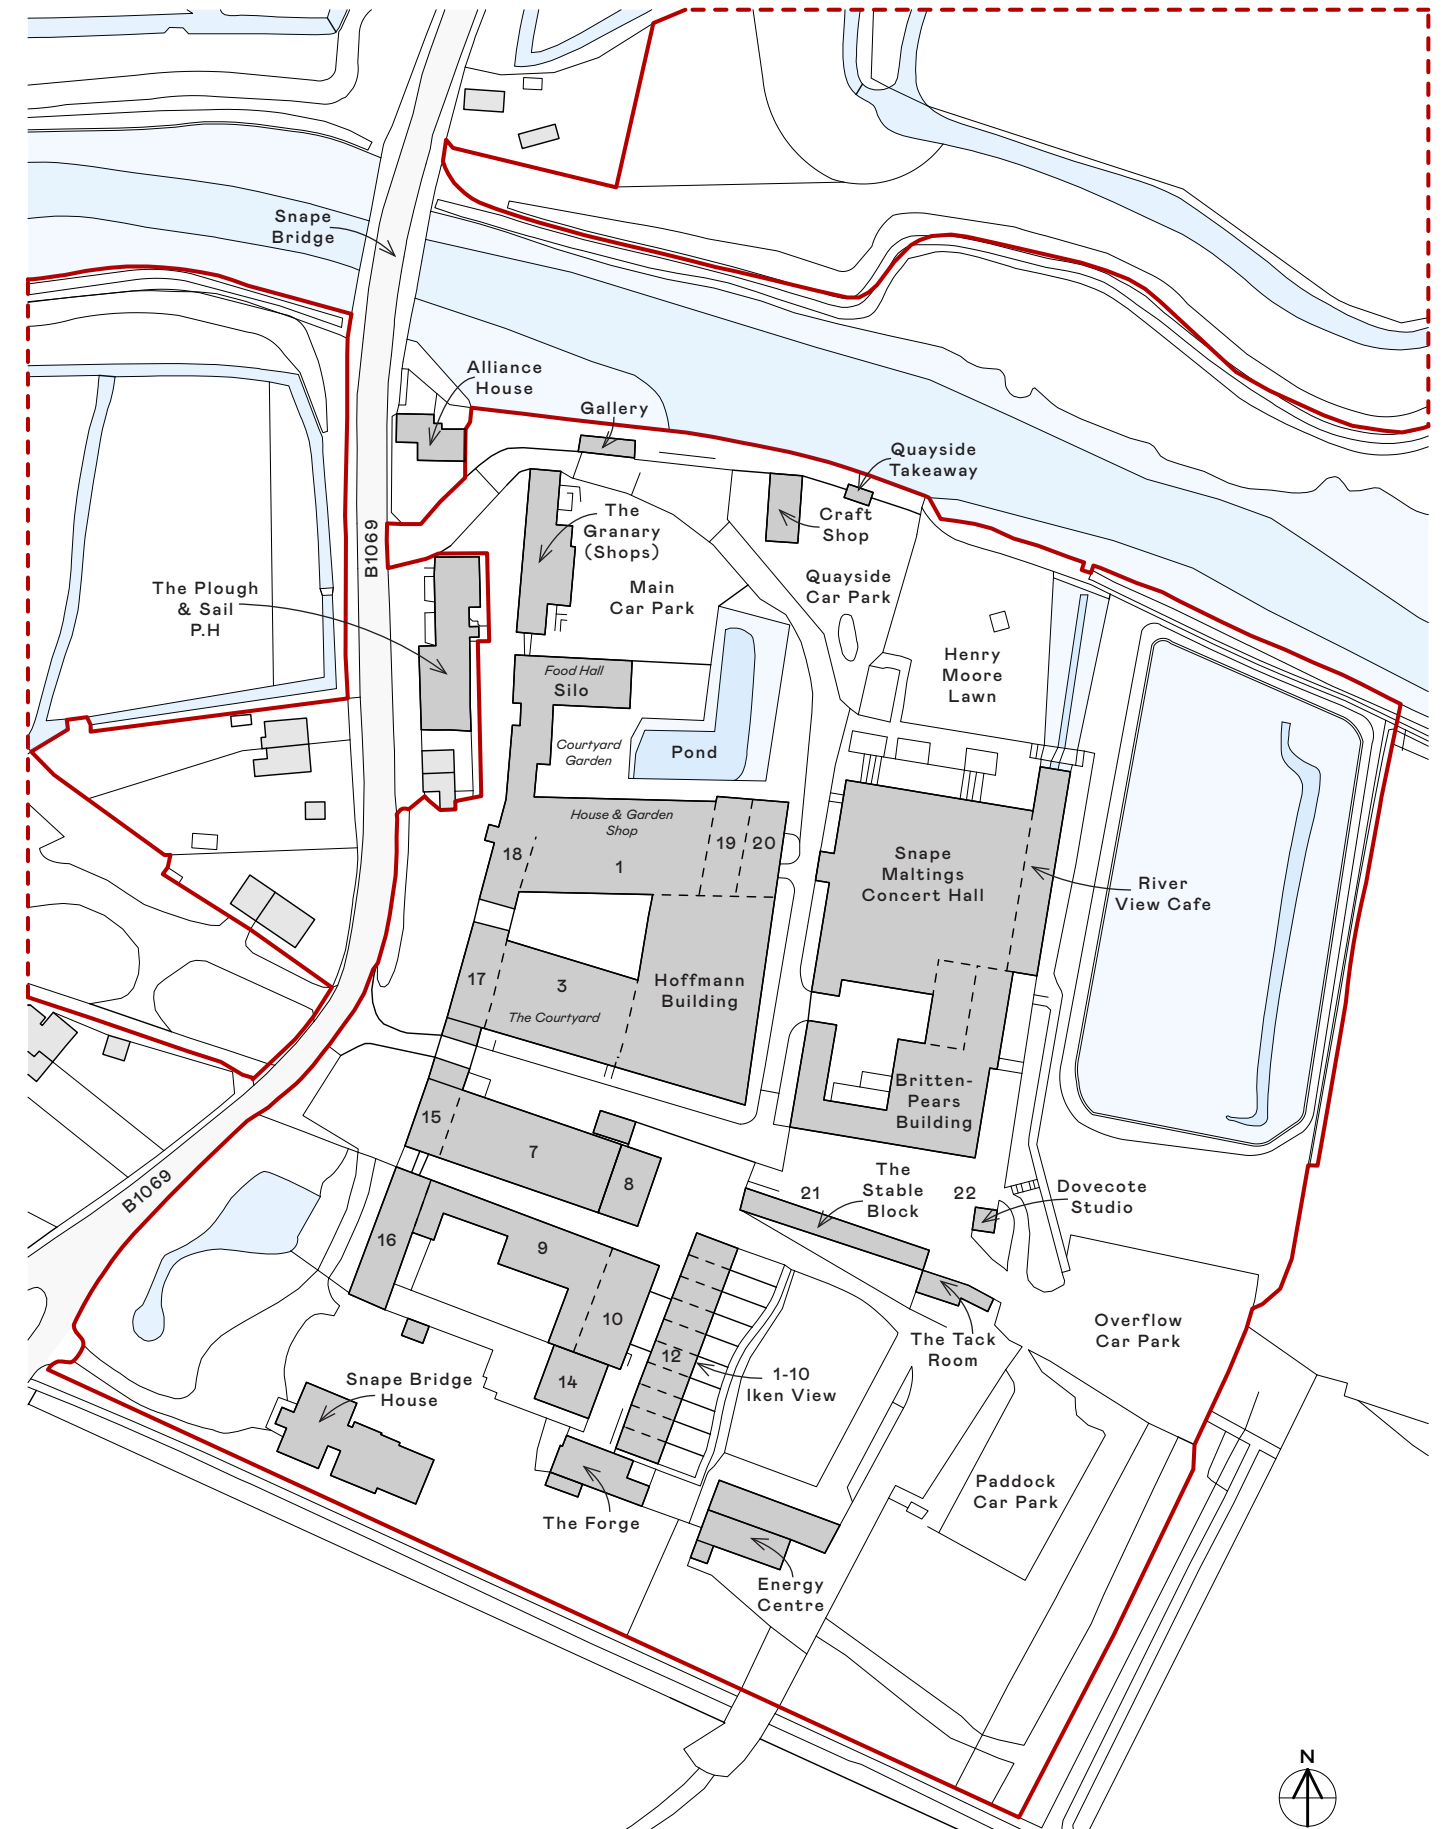 Snape
Bridge
Alliance
House
Gallery
Quayside
Takeaway
The
Granary
(Shops)
Craft
Shop
B1069
The Plough
& Sail
P.H
Main
Car Park
Quayside
Car Park
Henry
Moore
Lawn
Food Hall
Silo
Courtyard
Garden
Pond
House & Garden
Shop
18
1
19
20
Snape
Maltings
Concert Hall
River
View Cafe
17
3
The Courtyard
Hoffmann
Building
Britten-
Pears
Building
15
7
8
B1069
The
Stable
Block
21
22
Dovecote
Studio
16
9
10
12
14
1-10
Iken View
The Tack
Room
Overflow
Car Park
Snape Bridge
House
The Forge
Paddock
Car Park
Energy
Centre
N